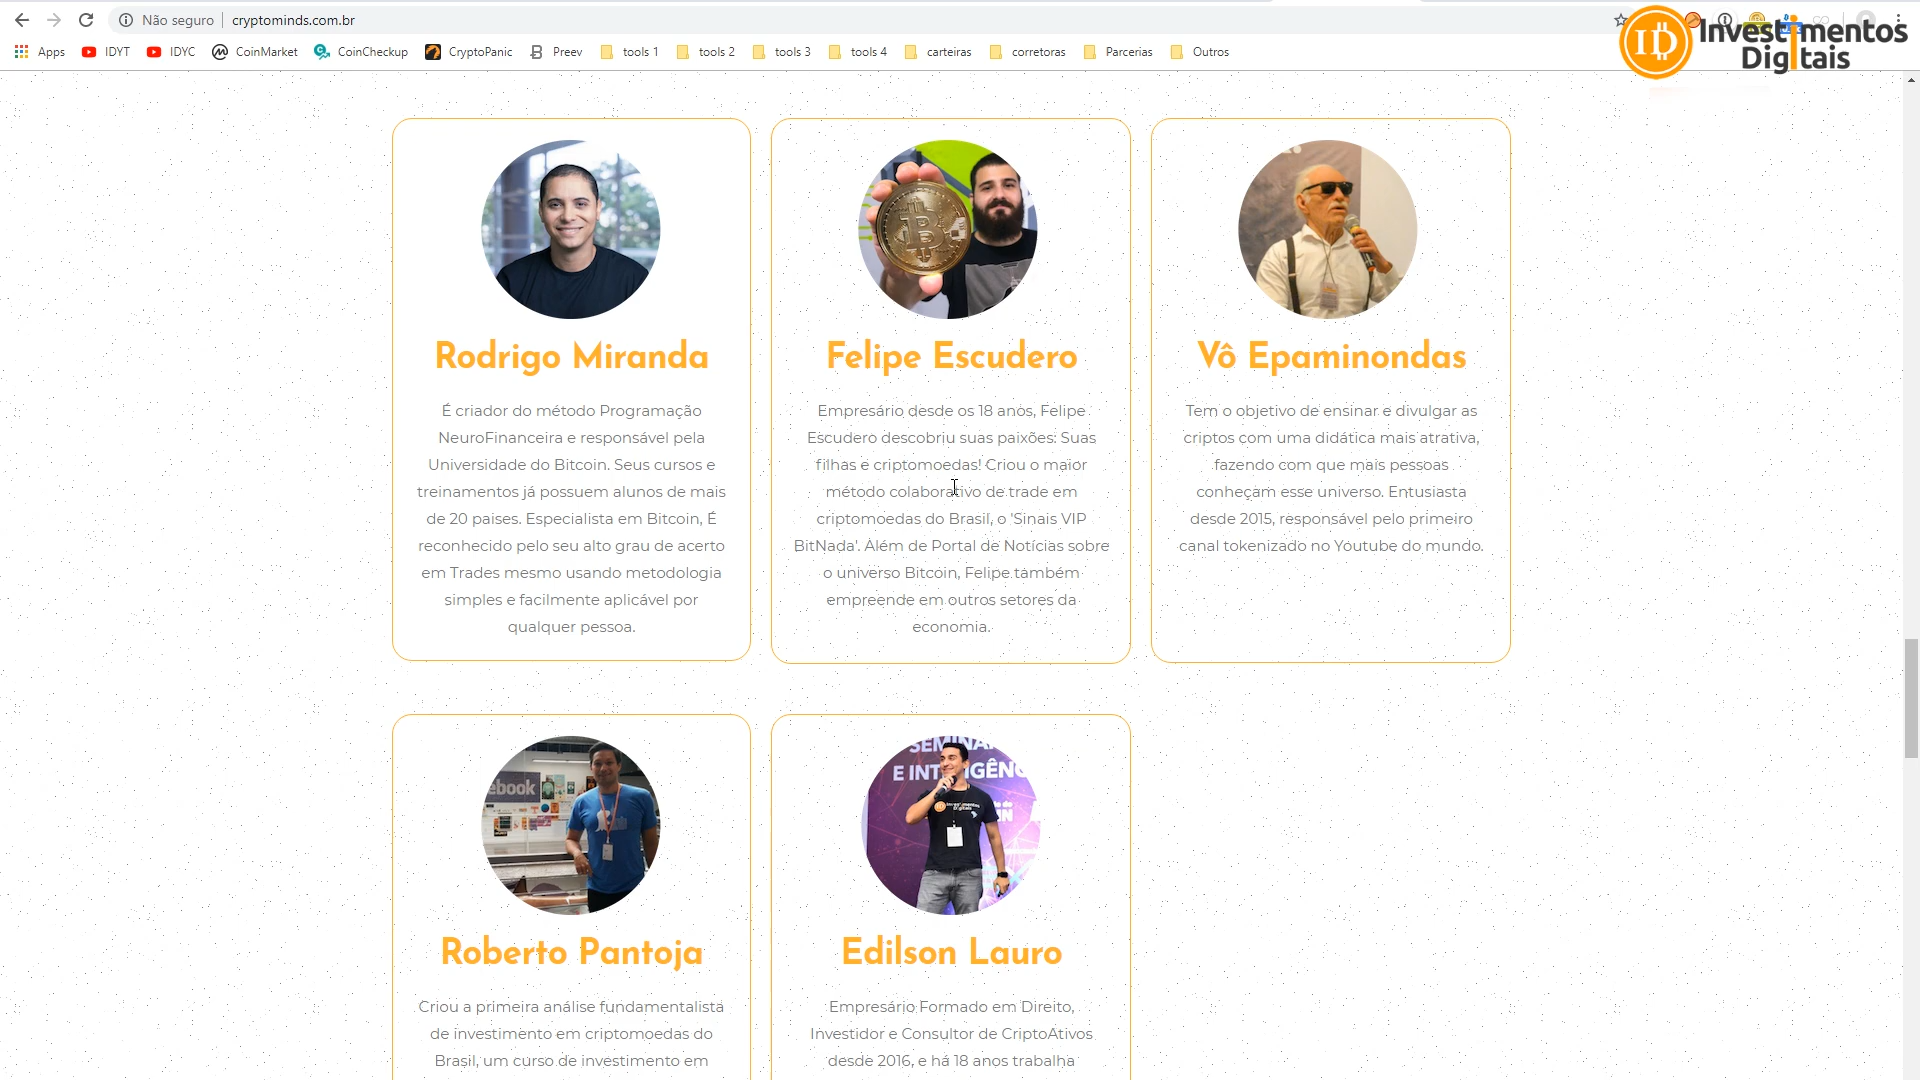 Não seguro
cryptominds.com.br
Investimentos
Digitais
Apps
IDYT
IDYC
CoinMarket
CoinCheckup
CryptoPanic
Preev
tools 1
tools 2
tools 3
tools 4
carteiras
corretoras
Parcerias
Outros
Rodrigo Miranda
É criador do método Programação
NeuroFinanceira e responsável pela
Universidade do Bitcoin. Seus cursos e
treinamentos já possuem alunos de mais
de 20 paises. Especialista em Bitcoin, É
reconhecido pelo seu alto grau de acerto
em Trades mesmo usando metodologia
simples e facilmente aplicável por
qualquer pessoa.
Felipe Escudero
Empresário desde os 18 anos, Felipe
Escudero descobriu suas paixões: Suas
filhas e criptomoedas! Criou o maior
método colaborativo de trade em
criptomoedas do Brasil, o 'Sinais VIP
BitNada'. Além de Portal de Notícias sobre
o universo Bitcoin, Felipe também
empreende em outros setores da
economia.
Vô Epaminondas
Tem o objetivo de ensinar e divulgar as
criptos com uma didática mais atrativa,
fazendo com que mais pessoas
conheçam esse universo. Entusiasta
desde 2015, responsável pelo primeiro
canal tokenizado no Youtube do mundo.
ebook
Roberto Pantoja
Criou a primeira análise fundamentalista
de investimento em criptomoedas do
Brasil, um curso de investimento em
SEMINA
E INT IGÊNC
Investimentos
Digitais
Edilson Lauro
Empresário Formado em Direito,
Investidor e Consultor de CriptoAtivos
desde 2016, e há 18 anos trabalha